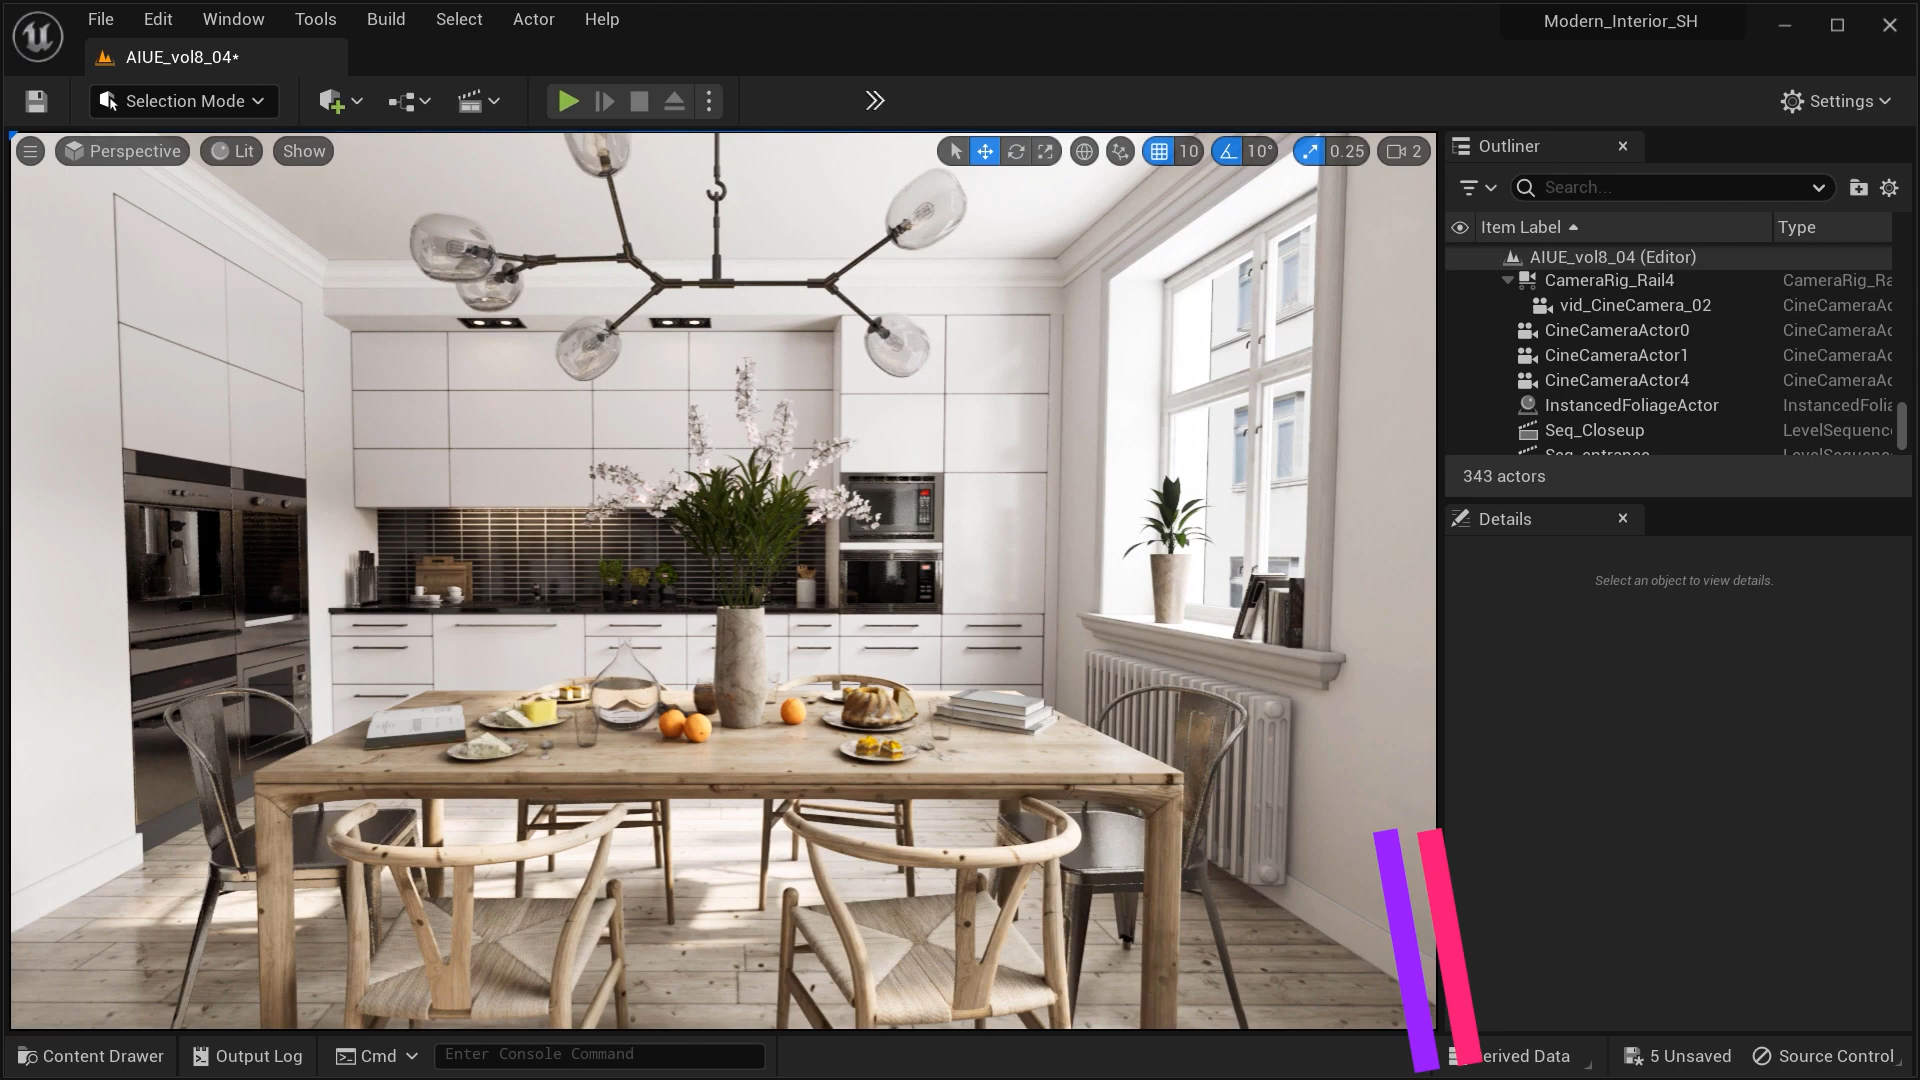 File Edit Window Tools Build Select Actor Help
Modern_Interior_SH
AIUE_vol8_04*
Selection Mode
Settings
Perspective Lit Show
10 10° 0.25 2
Outliner
Search...
Item Label Type
AIUE_vol8_04 (Editor)
CameraRig_Rail4 CameraRig_Ra
vid_CineCamera_02 CineCameraAc
CineCameraActor0 CineCameraAc
CineCameraActor1 CineCameraAc
CineCameraActor4 CineCameraAc
InstancedFoliageActor InstancedFolia
Seq_Closeup LevelSequenc
Seq_entrance LevelSequenc
343 actors
Details
Select an object to view details.
Content Drawer Output Log Cmd Enter Console Command
erived Data 5 Unsaved Source Control